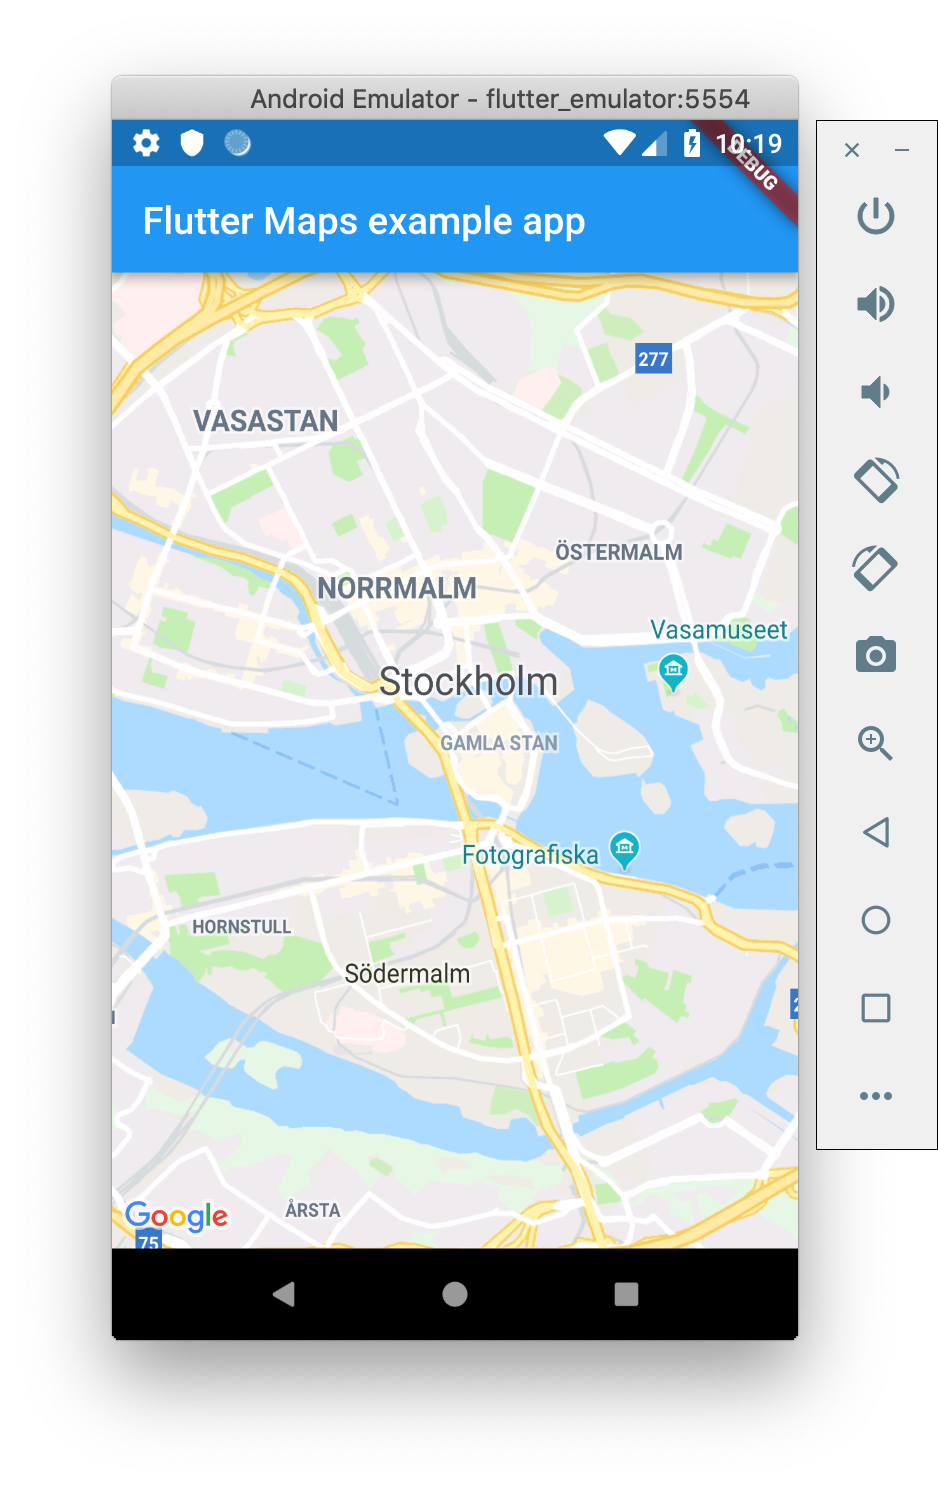 Android Emulator - flutter_emulator:5554
10:19
DEBUG
Flutter Maps example app
277
VASASTAN
ÖSTERMALM
NORRMALM
Vasamuseet
Stockholm
GAMLA STAN
Fotografiska
HORNSTULL
Södermalm
ÅRSTA
Google
75